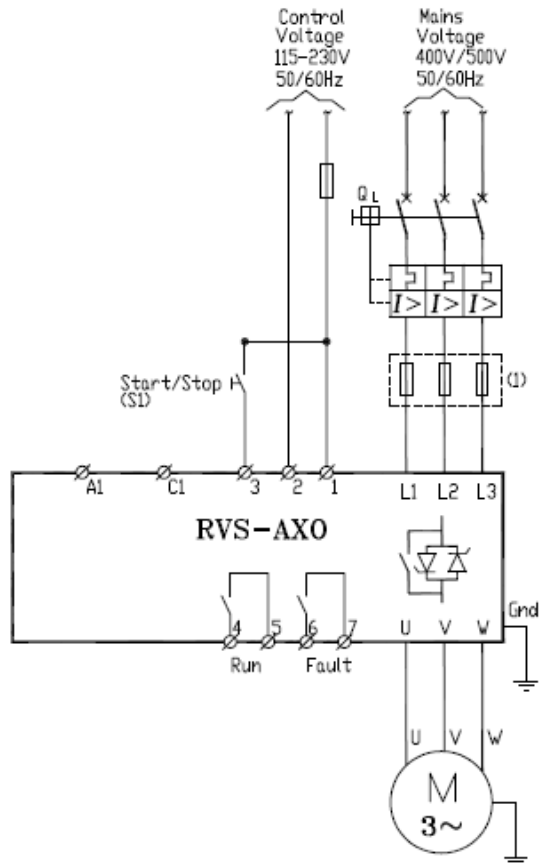 Control
Voltage
115-230V
50/60Hz
Mains
Voltage
400V/500V
50/60Hz
QL
I> I> I>
Start/Stop
(S1)
(1)
A1 C1 3 2 1 L1 L2 L3
RVS-AXO
4 5 6 7 U V W Gnd
Run Fault
U V W
M
3~